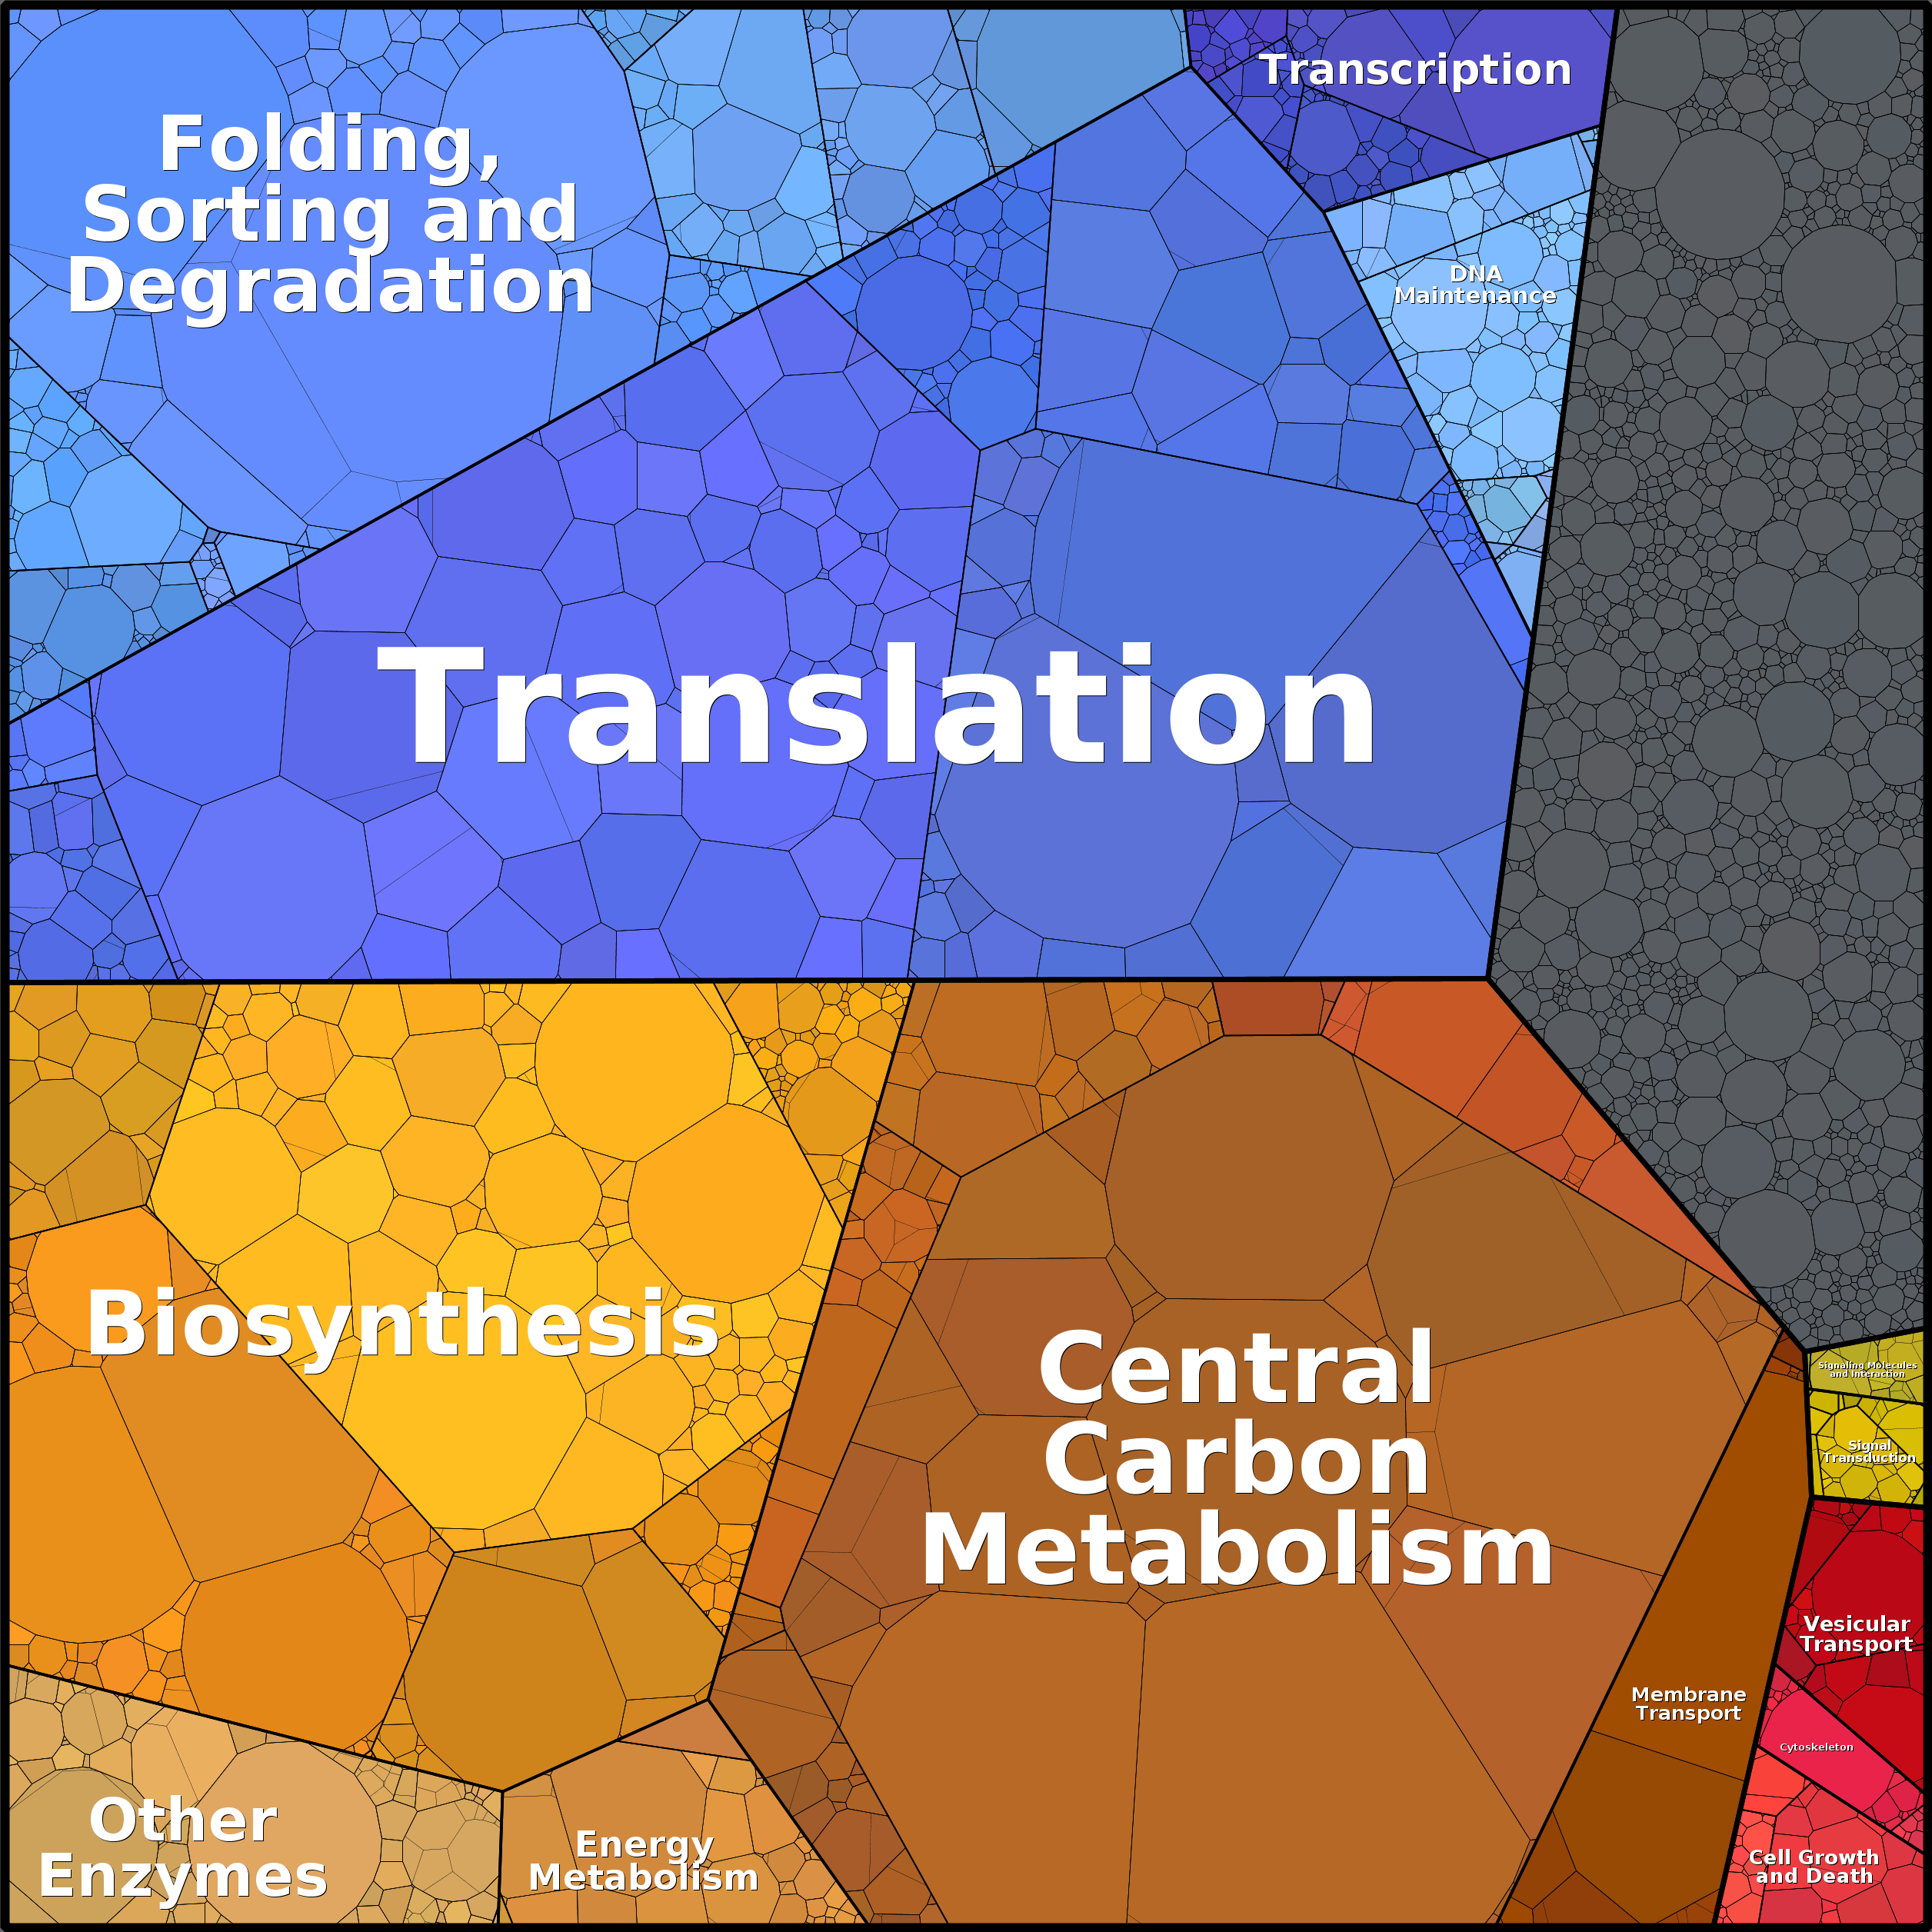 Folding,
Sorting and
Degradation
Transcription
DNA
Maintenance
Translation
Biosynthesis
Central
Carbon
Metabolism
Signaling Molecules
and Interaction
Signal
Transduction
Vesicular
Transport
Membrane
Transport
Cytoskeleton
Other
Enzymes
Energy
Metabolism
Cell Growth
and Death